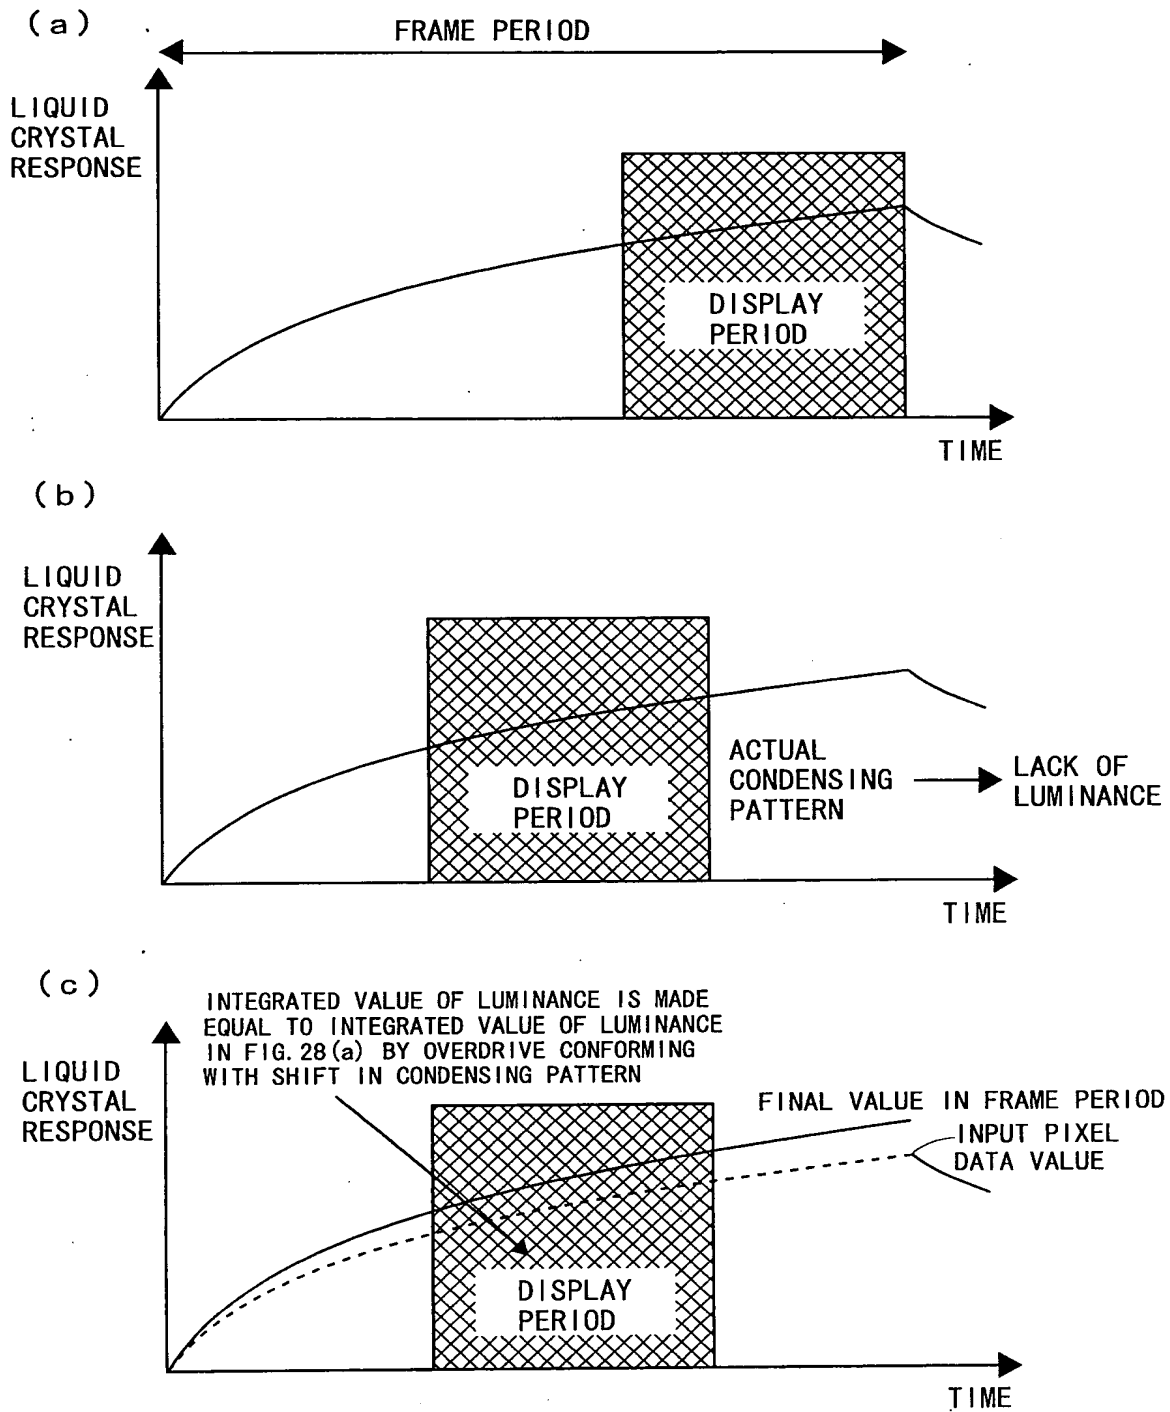 (a)
FRAME PERIOD
LIQUID
CRYSTAL
RESPONSE
DISPLAY
PERIOD
TIME
(b)
LIQUID
CRYSTAL
RESPONSE
DISPLAY
PERIOD
ACTUAL
CONDENSING
PATTERN
LACK OF
LUMINANCE
TIME
(c)
INTEGRATED VALUE OF LUMINANCE IS MADE
EQUAL TO INTEGRATED VALUE OF LUMINANCE
IN FIG. 28(a) BY OVERDRIVE CONFORMING
WITH SHIFT IN CONDENSING PATTERN
LIQUID
CRYSTAL
RESPONSE
FINAL VALUE IN FRAME PERIOD
INPUT PIXEL
DATA VALUE
DISPLAY
PERIOD
TIME